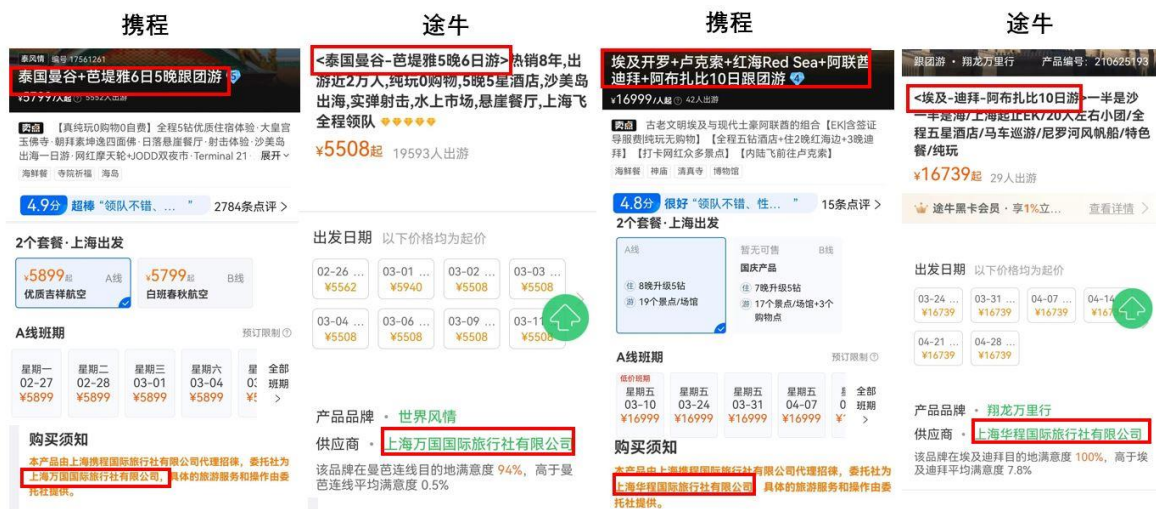 携程
泰风情 编号 17561261
泰国曼谷+芭堤雅6日5晚跟团游
¥5799/人起 5552人出游
卖点 【真纯玩0购物0自费】全程5钻优质住宿体验·大皇宫
玉佛寺·朝拜素坤逸四面佛·日落悬崖餐厅·射击体验·沙美岛
出海一日游·网红摩天轮+JODD双夜市·Terminal 21 展开
海鲜餐 寺院祈福 海岛
4.9分 超棒 “领队不错、... ” 2784条点评 >
2个套餐·上海出发
¥5899起 A线
优质吉祥航空
¥5799起 B线
白班春秋航空
A线班期 预订限制
星期一 星期二 星期三 星期六 星 全部
02-27 02-28 03-01 03-04 03 班期
¥5899 ¥5899 ¥5899 ¥5899 ¥5 >
购买须知
本产品由上海携程国际旅行社有限公司代理招徕，委托社为
上海万国国际旅行社有限公司，具体的旅游服务和操作由委
托社提供。
途牛
<泰国曼谷-芭堤雅5晚6日游>热销8年,出
游近2万人,纯玩0购物,5晚5星酒店,沙美岛
出海,实弹射击,水上市场,悬崖餐厅,上海飞
全程领队
¥5508起 19593人出游
出发日期 以下价格均为起价
02-26 ... 03-01 ... 03-02 ... 03-03 ...
¥5562 ¥5940 ¥5508 ¥5508
03-04 ... 03-06 ... 03-09 ... 03-11
¥5508 ¥5508 ¥5508 ¥5508
产品品牌 · 世界风情
供应商 · 上海万国国际旅行社有限公司
该品牌在曼芭连线目的地满意度 94%，高于曼
芭连线平均满意度 0.5%
携程
埃及开罗+卢克索+红海Red Sea+阿联酋
迪拜+阿布扎比10日跟团游
¥16999/人起 42人出游
卖点 古老文明埃及与现代土豪阿联酋的组合【EK|含签证
导服费|纯玩无购物】【全程五钻酒店+住2晚红海边+3晚迪
拜】【打卡网红众多景点】【内陆飞前往卢克索】
海鲜餐 神庙 清真寺 博物馆
4.8分 很好 “领队不错、性... ” 15条点评 >
2个套餐·上海出发
A线
住 8晚升级5钻
游 19个景点/场馆
暂无可售 B线
国庆产品
住 7晚升级5钻
游 17个景点/场馆+3个
购物点
A线班期 预订限制
低价班期
星期五 星期五 星期五 星期五 全部
03-10 03-24 03-31 04-07 0 班期
¥16999 ¥16999 ¥16999 ¥16999 ¥ >
购买须知
本产品由上海携程国际旅行社有限公司代理招徕，委托社为
上海华程国际旅行社有限公司，具体的旅游服务和操作由委
托社提供。
途牛
跟团游 · 翔龙万里行 产品编号：210625193
<埃及-迪拜-阿布扎比10日游>一半是沙
一半是海/上海起止EK/20人左右小团/全
程五星酒店/马车巡游/尼罗河风帆船/特色
餐/纯玩
¥16739起 29人出游
途牛黑卡会员·享1%立... 查看详情 >
出发日期 以下价格均为起价
03-24 ... 03-31 ... 04-07 ... 04-14
¥16739 ¥16739 ¥16739 ¥167
04-21 ... 04-28 ...
¥16739 ¥16739
产品品牌 · 翔龙万里行
供应商 · 上海华程国际旅行社有限公司
该品牌在埃及迪拜目的地满意度 100%，高于埃
及迪拜平均满意度 7.8%